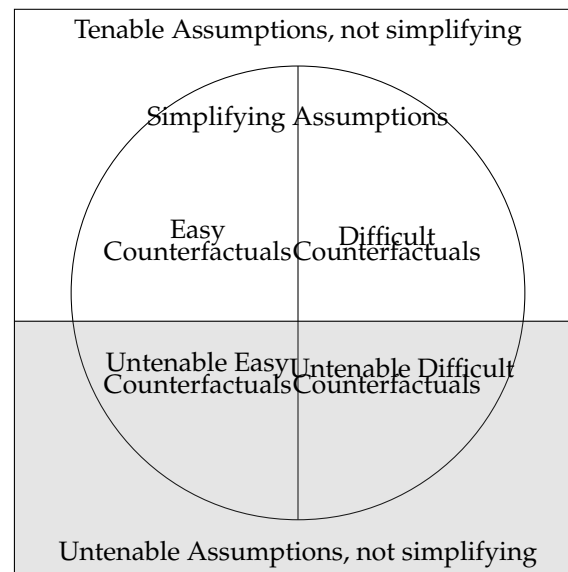 Tenable Assumptions, not simplifying
Simplifying Assumptions
Easy
Counterfactuals
Difficult
Counterfactuals
Untenable Easy
Counterfactuals
Untenable Difficult
Counterfactuals
Untenable Assumptions, not simplifying